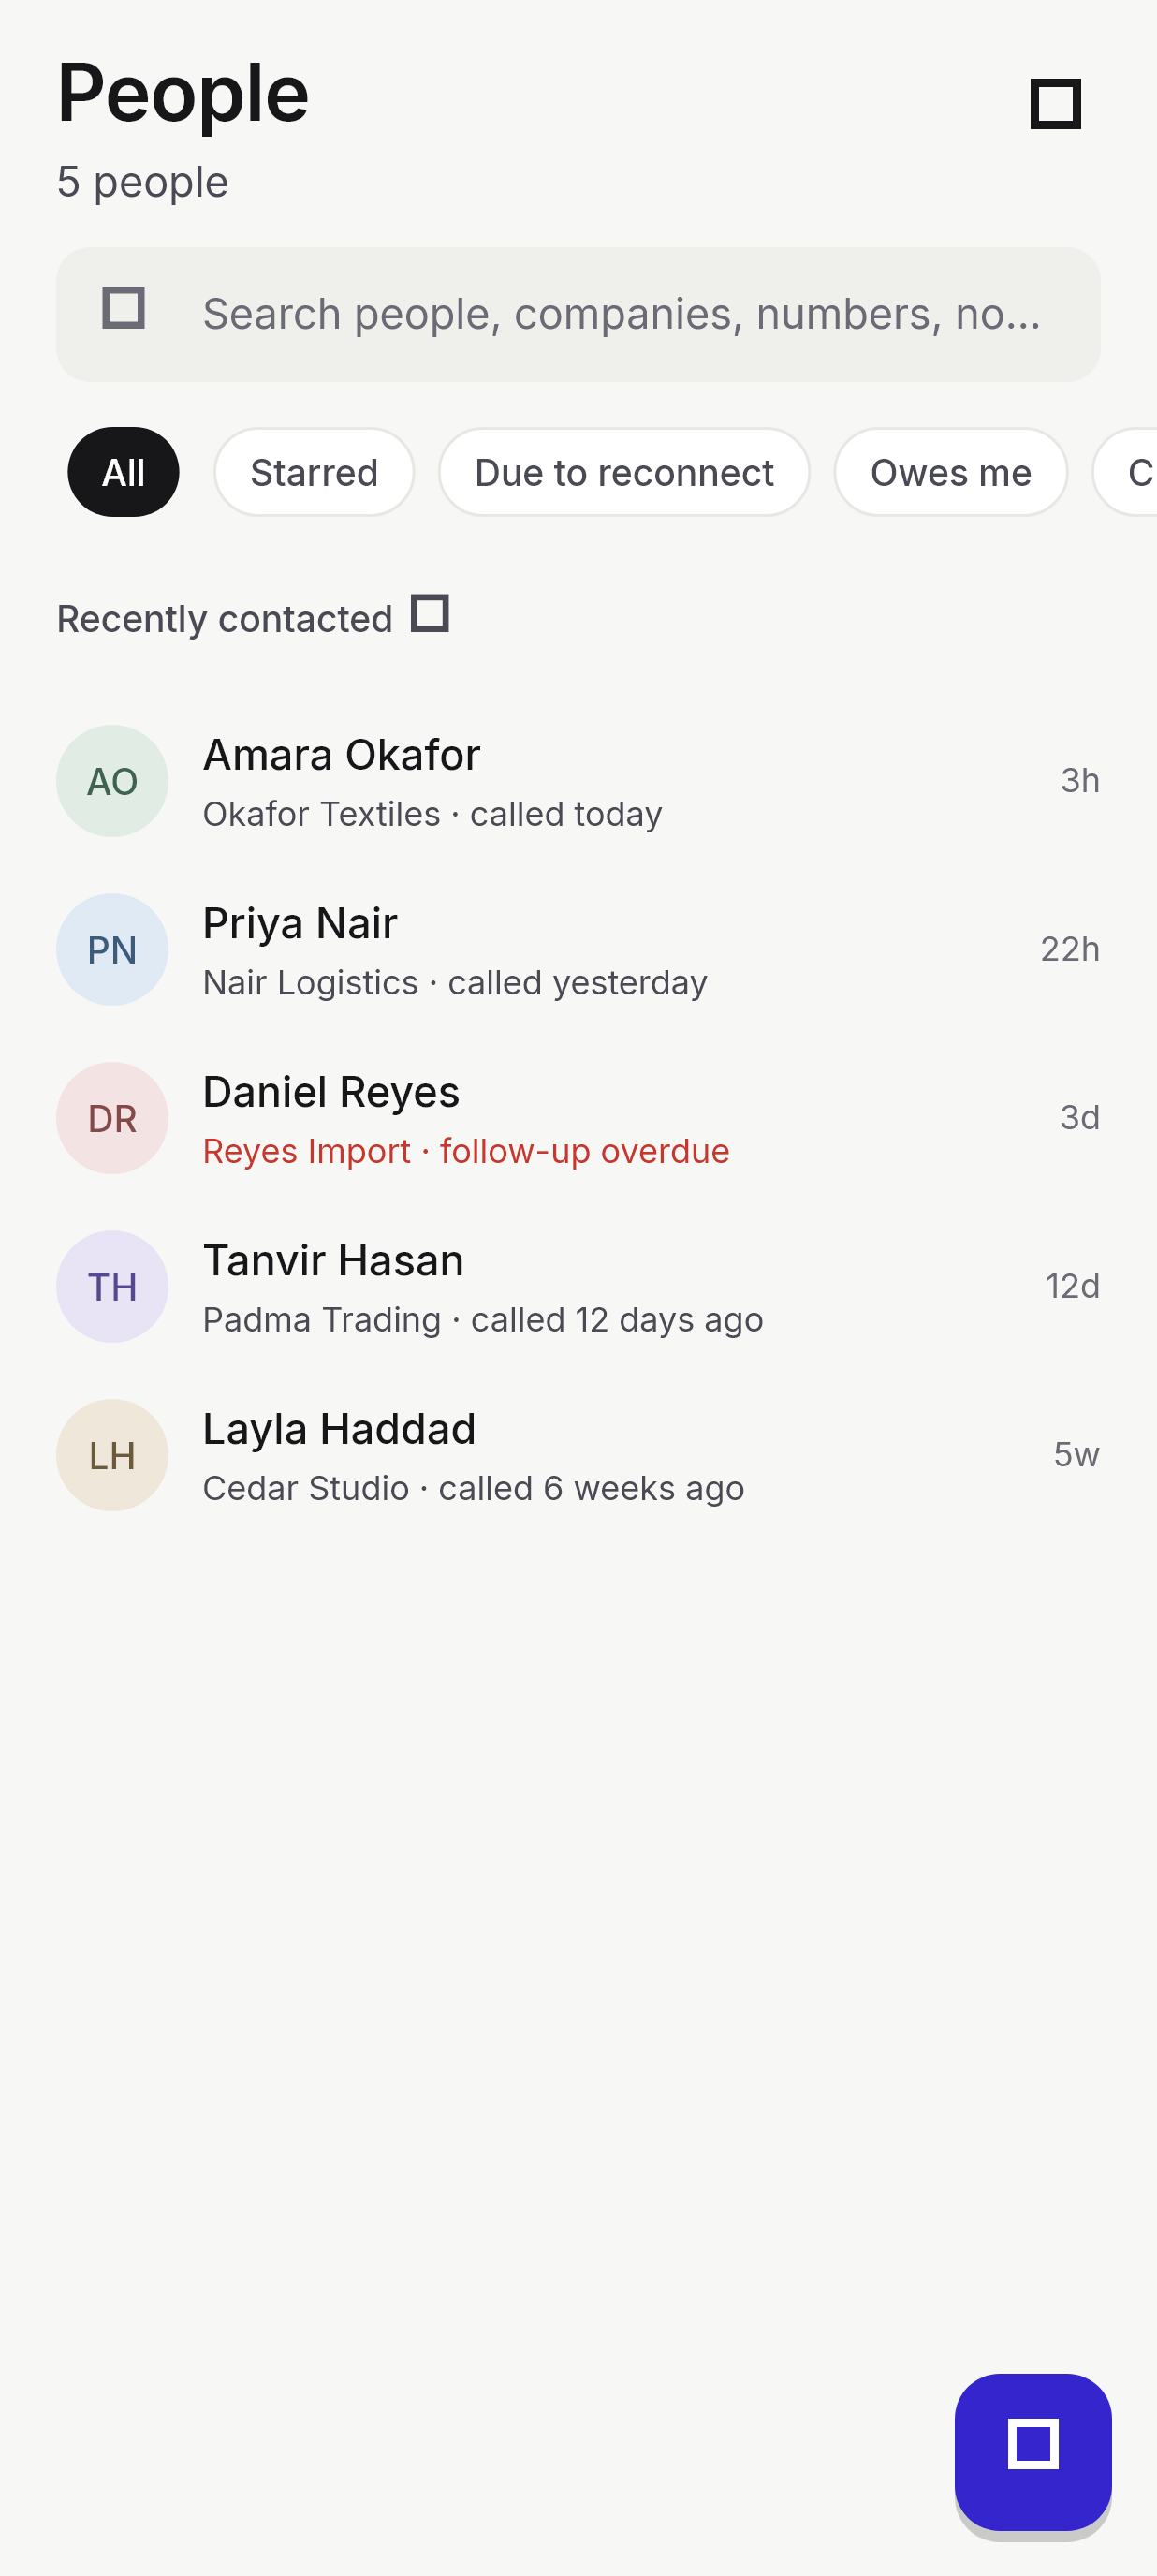 People
5 people
Search people, companies, numbers, no...
All Starred Due to reconnect Owes me C
Recently contacted
AO Amara Okafor 3h
Okafor Textiles · called today
PN Priya Nair 22h
Nair Logistics · called yesterday
DR Daniel Reyes 3d
Reyes Import · follow-up overdue
TH Tanvir Hasan 12d
Padma Trading · called 12 days ago
LH Layla Haddad 5w
Cedar Studio · called 6 weeks ago